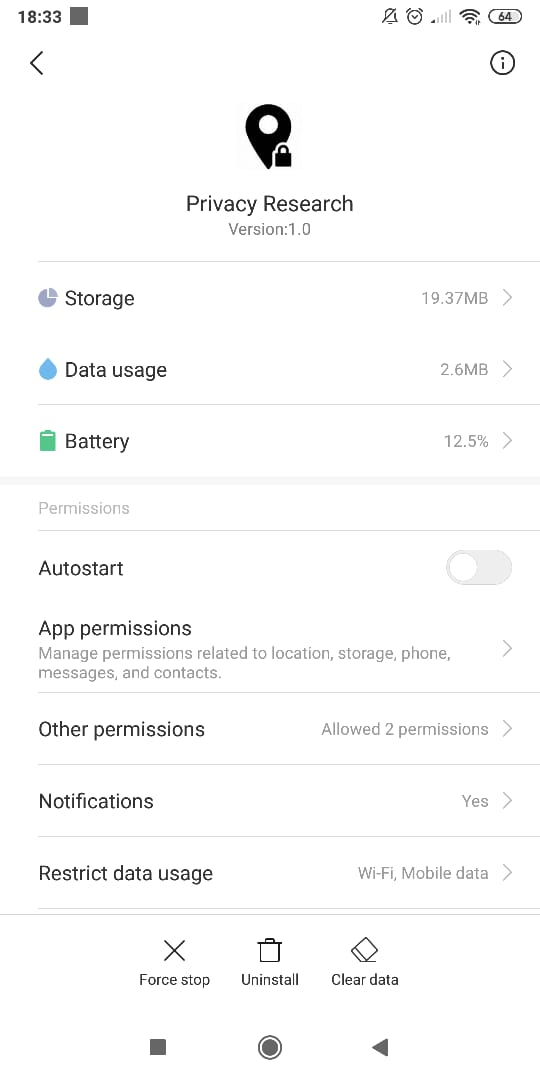 18:33
64
Privacy Research
Version:1.0
Storage 19.37MB
Data usage 2.6MB
Battery 12.5%
Permissions
Autostart
App permissions
Manage permissions related to location, storage, phone,
messages, and contacts.
Other permissions Allowed 2 permissions
Notifications Yes
Restrict data usage Wi-Fi, Mobile data
Force stop Uninstall Clear data